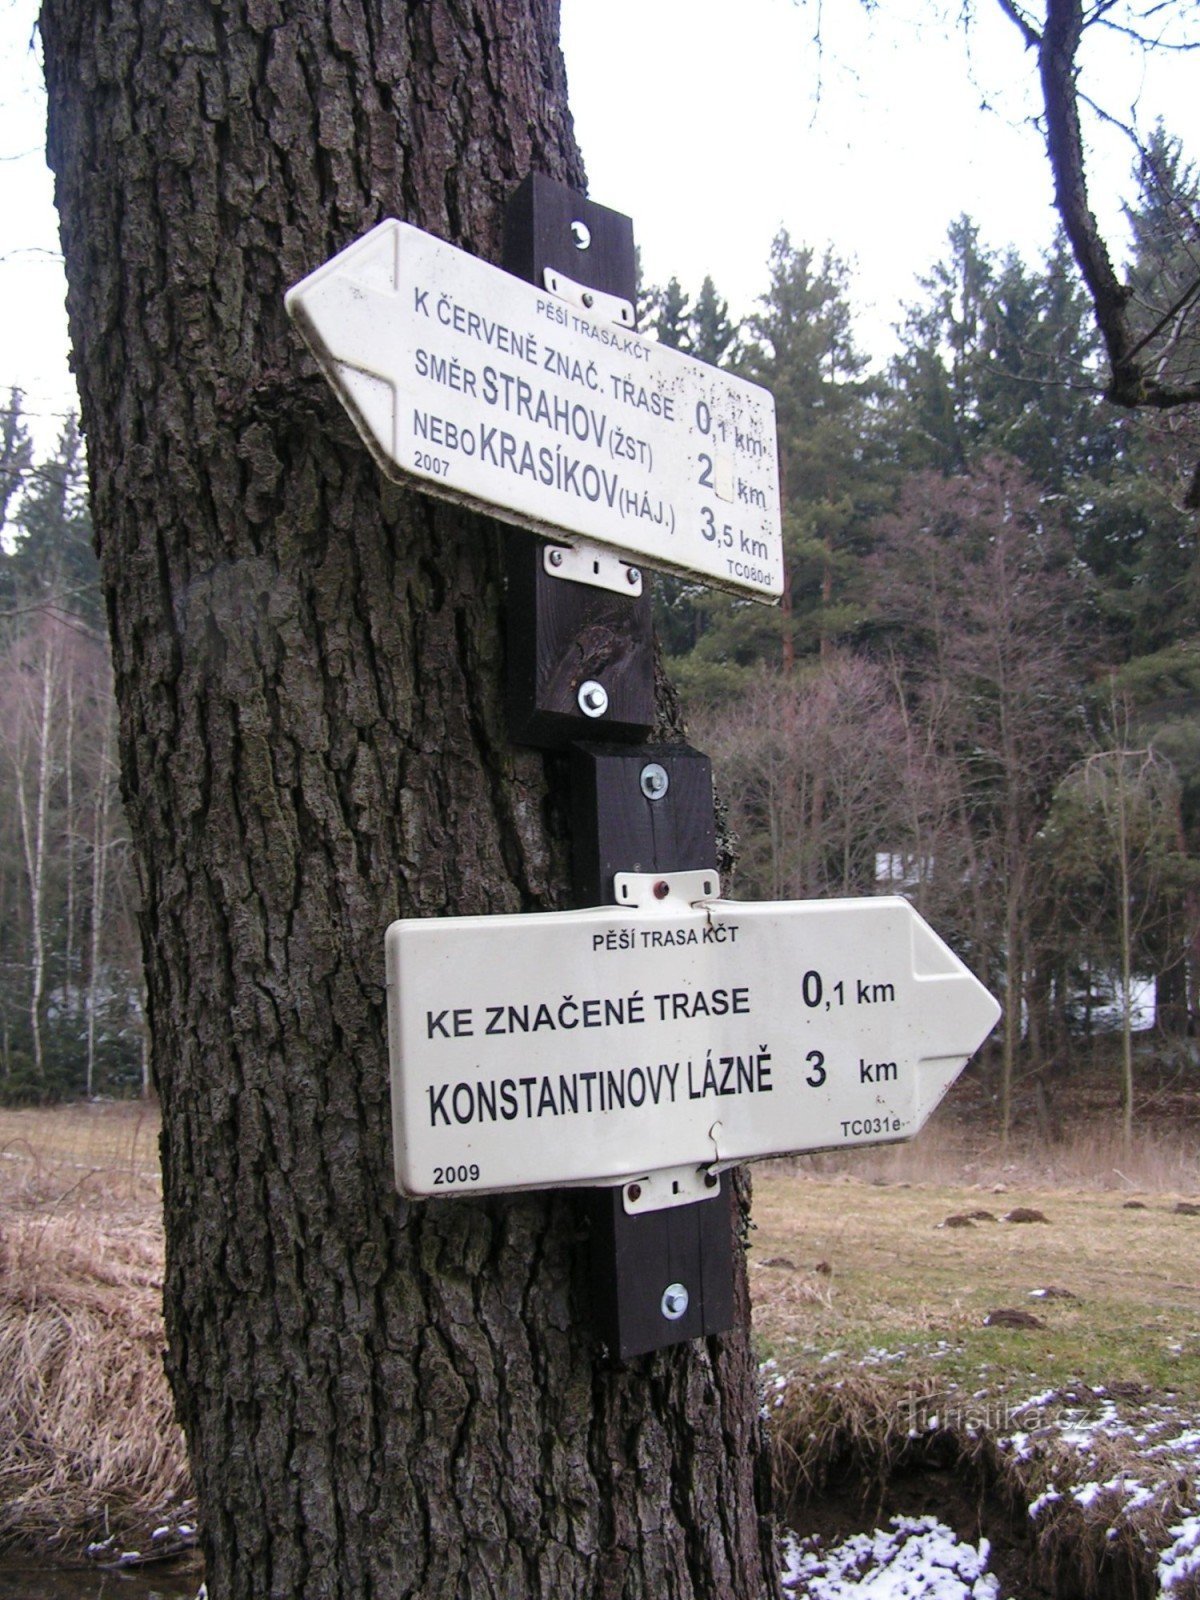 PĚŠÍ TRASA KČT
K ČERVENĚ ZNAČ. TRASE 0,1 km
SMĚR STRAHOV (ŽST) 2 km
NEBO KRASÍKOV (HÁJ.) 3,5 km
2007 TC080d
PĚŠÍ TRASA KČT
KE ZNAČENÉ TRASE 0,1 km
KONSTANTINOVY LÁZNĚ 3 km
2009 TC031e
Turistika.cz